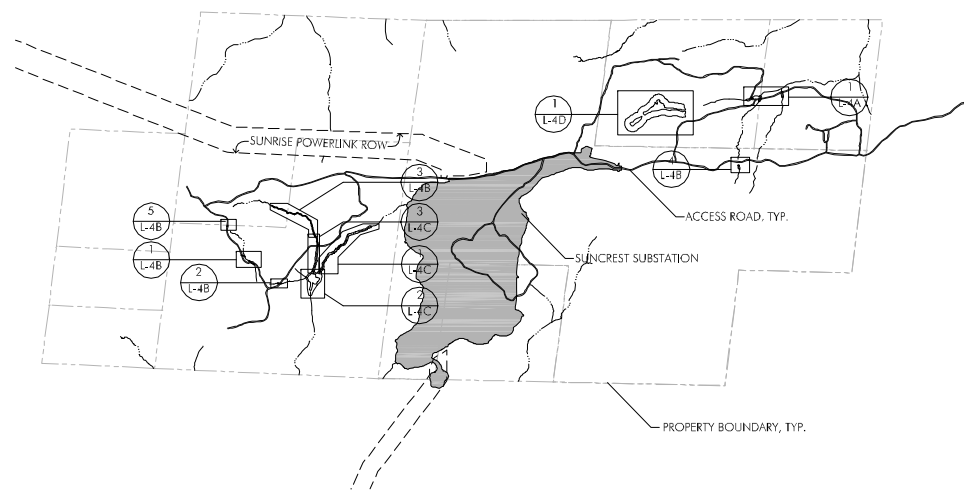 1
L-4D
1
L-4A
SUNRISE POWERLINK ROW
4
L-4B
3
L-4B
5
L-4B
3
L-4C
ACCESS ROAD, TYP.
1
L-4B
L-4C
SUNCREST SUBSTATION
2
L-4B
2
L-4C
PROPERTY BOUNDARY, TYP.